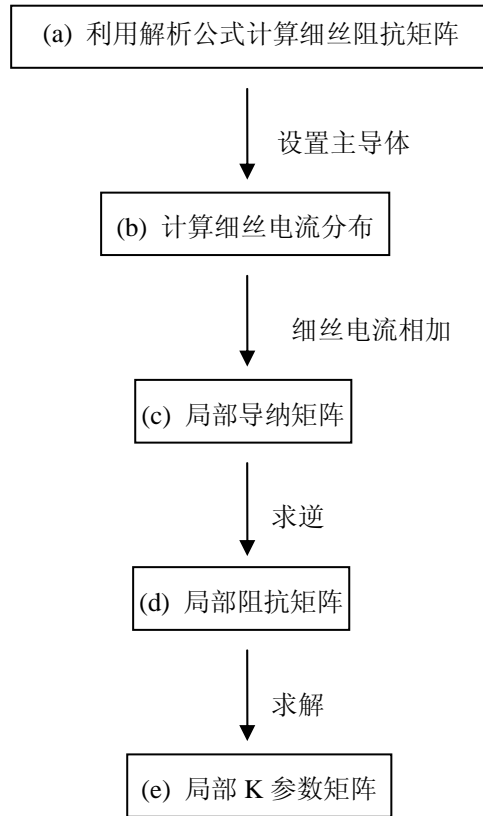 (a) 利用解析公式计算细丝阻抗矩阵
设置主导体
(b) 计算细丝电流分布
细丝电流相加
(c) 局部导纳矩阵
求逆
(d) 局部阻抗矩阵
求解
(e) 局部 K 参数矩阵